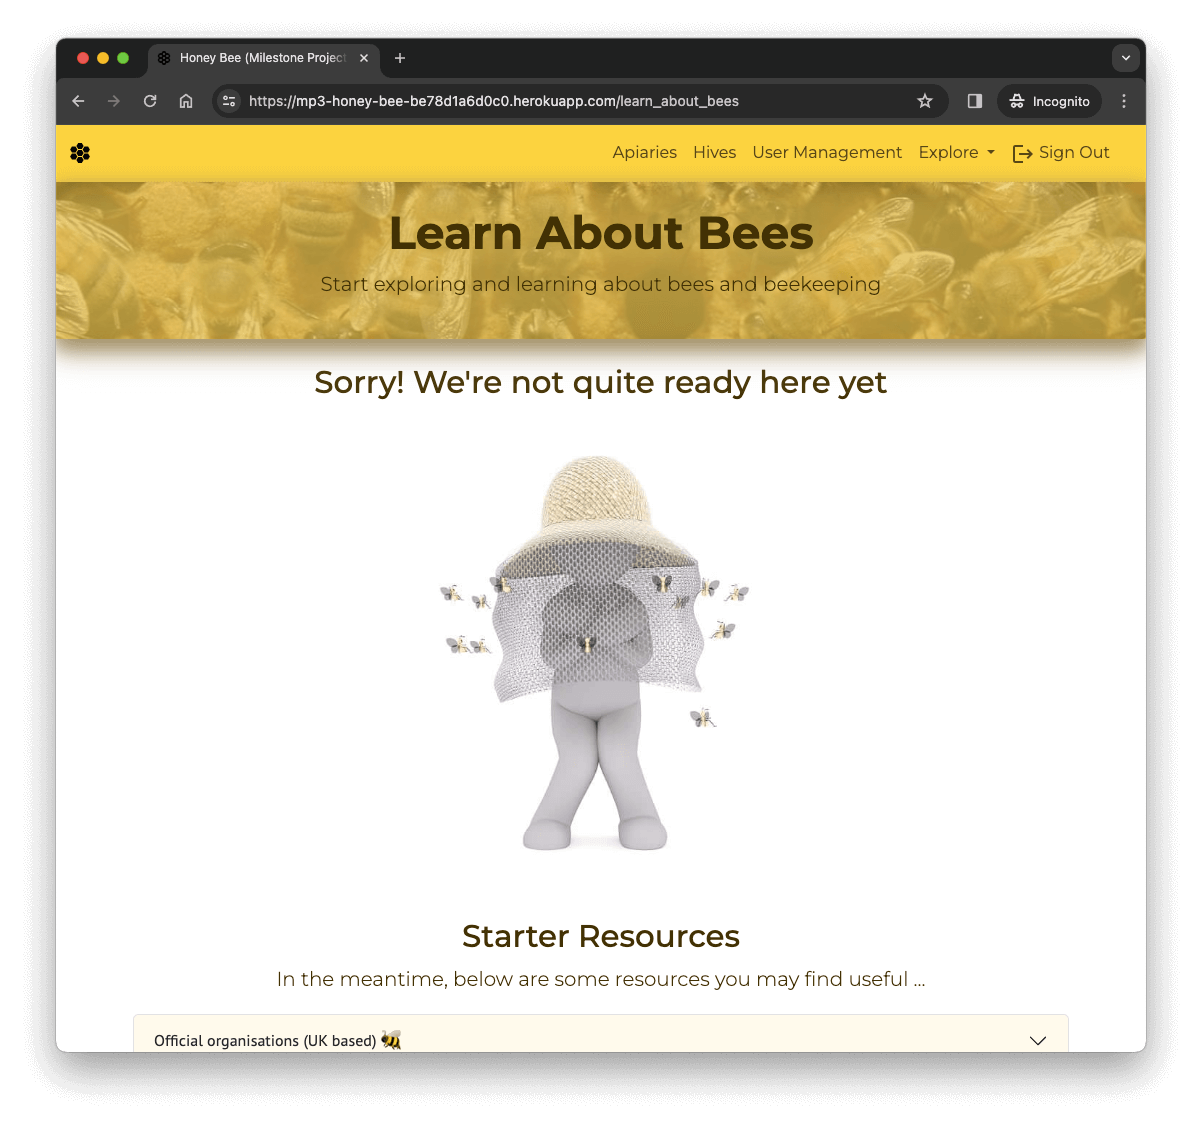 Honey Bee (Milestone Project
https://mp3-honey-bee-be78d1a6d0c0.herokuapp.com/learn_about_bees
Incognito
Apiaries Hives User Management Explore Sign Out
Learn About Bees
Start exploring and learning about bees and beekeeping
Sorry! We're not quite ready here yet
Starter Resources
In the meantime, below are some resources you may find useful ...
Official organisations (UK based) 🐝